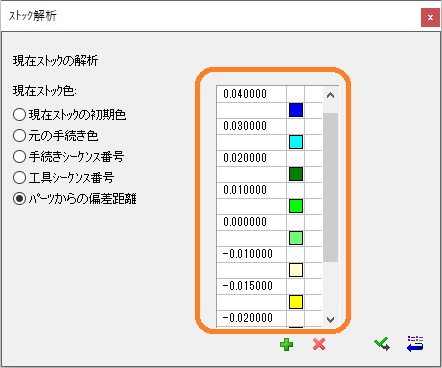 ｽﾄｯｸ解析
x
現在ｽﾄｯｸの解析
現在ｽﾄｯｸ色:
現在ｽﾄｯｸの初期色
元の手続き色
手続きｼｰｹﾝｽ番号
工具ｼｰｹﾝｽ番号
ﾊﾟｰﾂからの偏差距離
0.040000
0.030000
0.020000
0.010000
0.000000
-0.010000
-0.015000
-0.020000